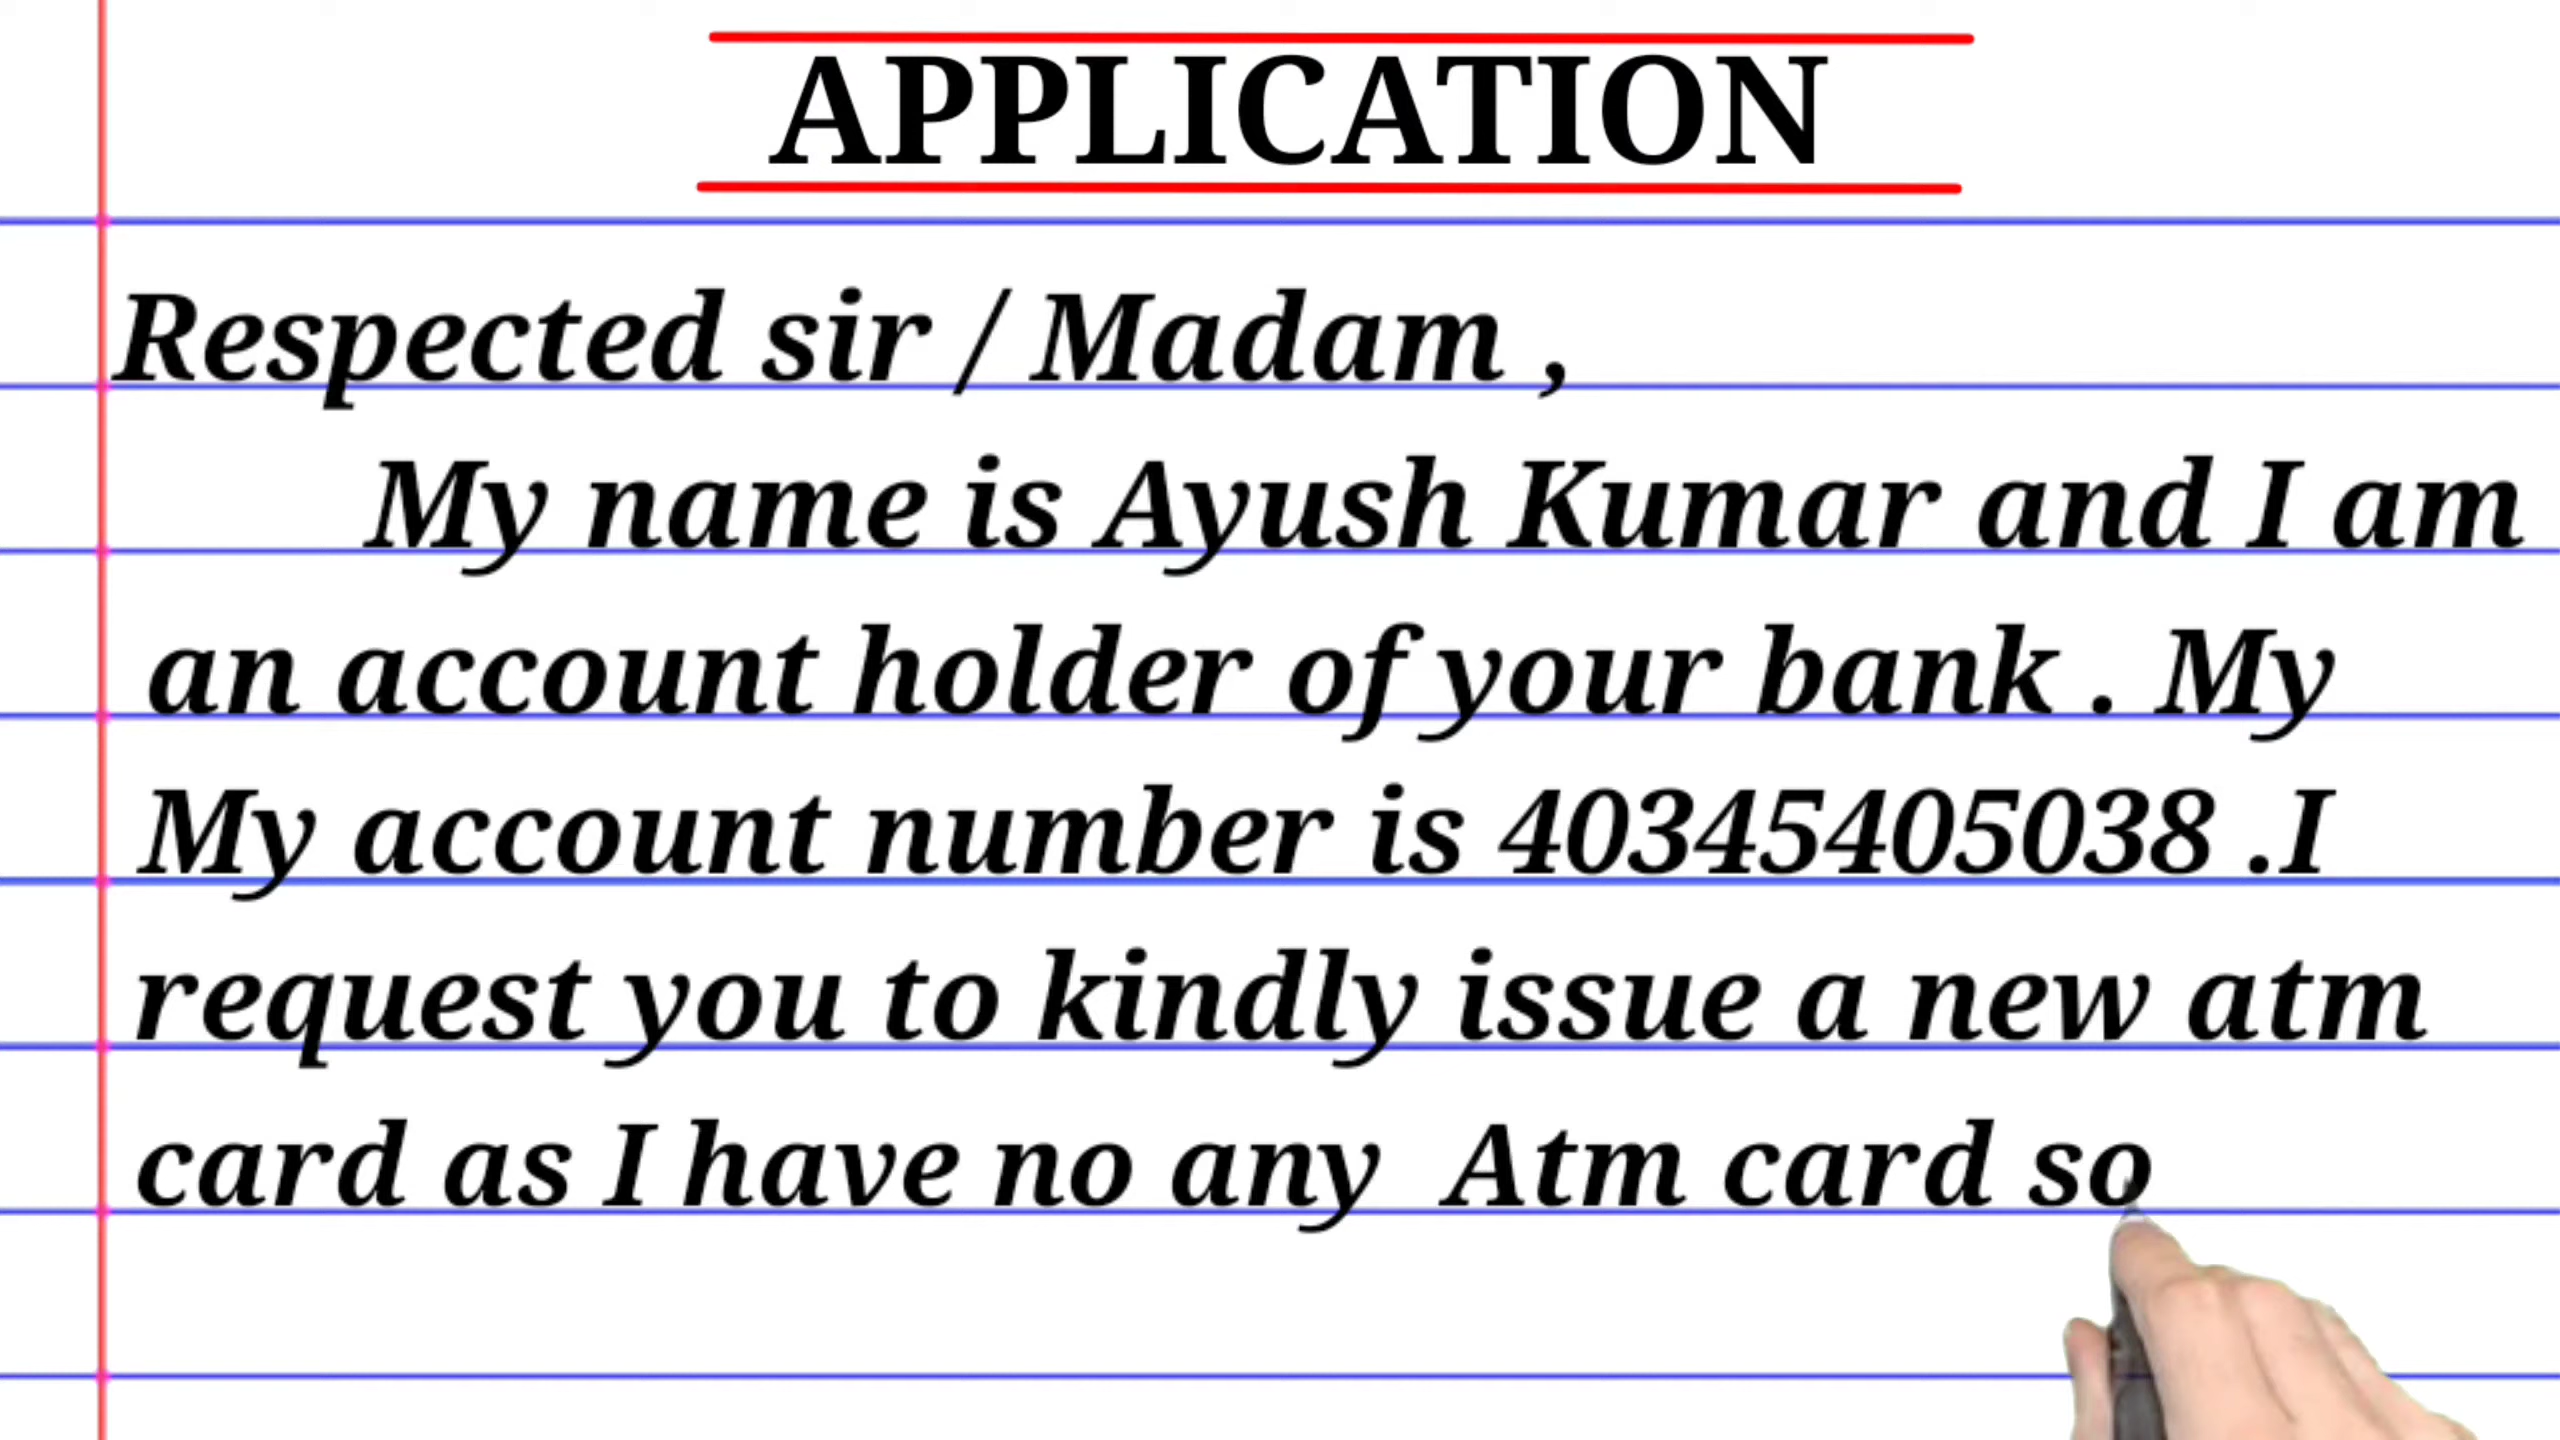 APPLICATION
Respected sir / Madam ,
My name is Ayush Kumar and I am
an account holder of your bank . My
My account number is 40345405038 .I
request you to kindly issue a new atm
card as I have no any Atm card so